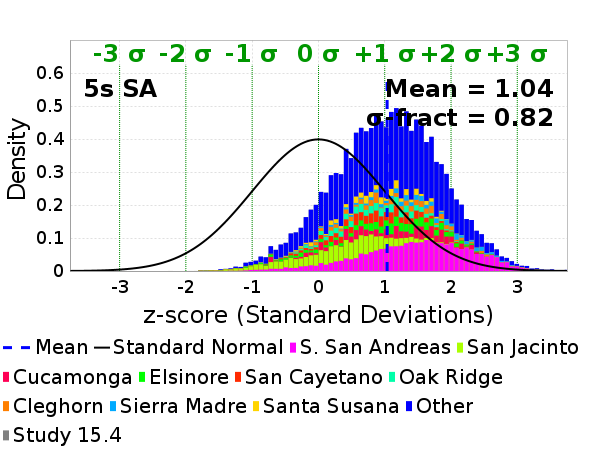 -3 σ -2 σ -1 σ 0 σ +1 σ +2 σ +3 σ
5s SA
Mean = 1.04
σ-fract = 0.82
Density
0.6
0.5
0.4
0.3
0.2
0.1
0
-3 -2 -1 0 1 2 3
z-score (Standard Deviations)
Mean Standard Normal S. San Andreas San Jacinto
Cucamonga Elsinore San Cayetano Oak Ridge
Cleghorn Sierra Madre Santa Susana Other
Study 15.4